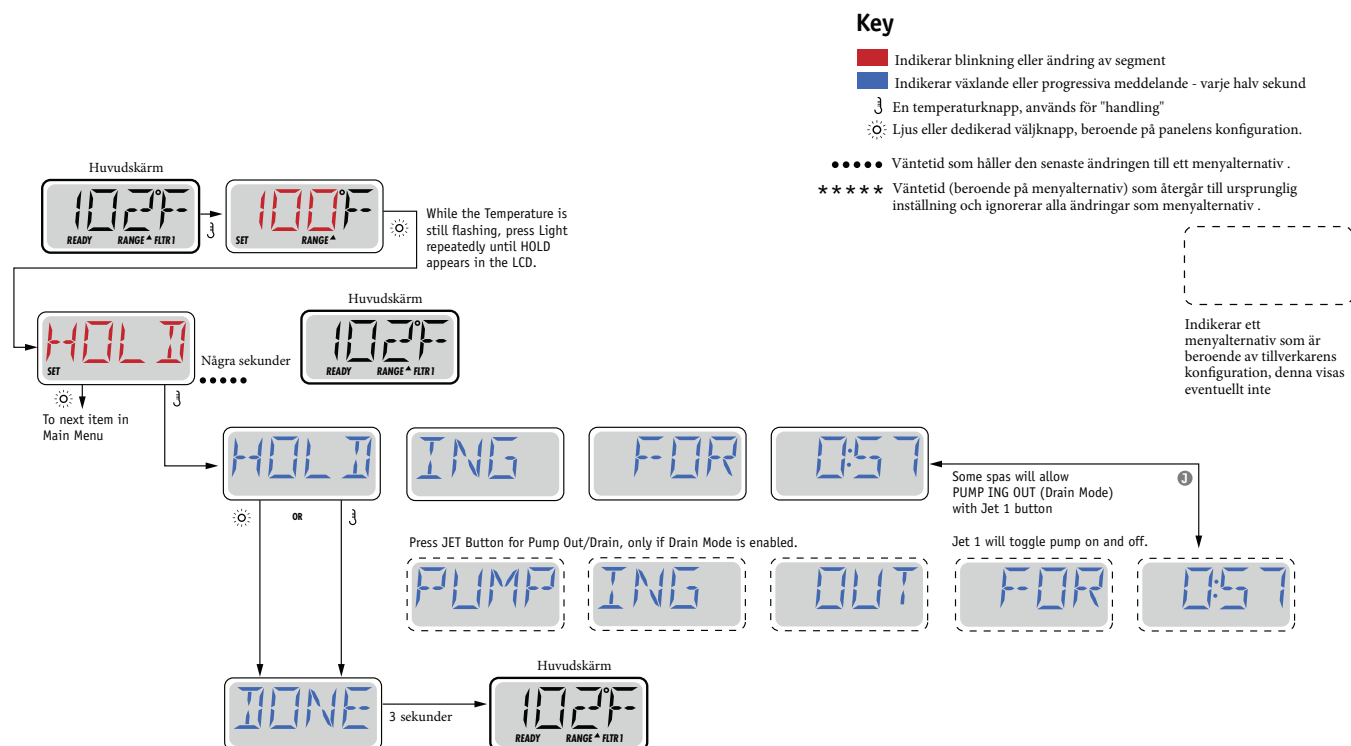 Key
Indikerar blinkning eller ändring av segment
Indikerar växlande eller progressiva meddelande - varje halv sekund
En temperaturknapp, används för "handling"
Ljus eller dedikerad väljknapp, beroende på panelens konfiguration.
••••• Väntetid som håller den senaste ändringen till ett menyalternativ .
***** Väntetid (beroende på menyalternativ) som återgår till ursprunglig
inställning och ignorerar alla ändringar som menyalternativ .
Indikerar ett
menyalternativ som är
beroende av tillverkarens
konfiguration, denna visas
eventuellt inte
Huvudskärm
102°F
READY RANGE FLTR1
100°F
SET RANGE
While the Temperature is
still flashing, press Light
repeatedly until HOLD
appears in the LCD.
HOLD
SET
Några sekunder
•••••
Huvudskärm
102°F
READY RANGE FLTR1
To next item in
Main Menu
HOLD ING FOR 0:57
OR
Some spas will allow
PUMP ING OUT (Drain Mode)
with Jet 1 button
J
Press JET Button for Pump Out/Drain, only if Drain Mode is enabled.
Jet 1 will toggle pump on and off.
PUMP ING OUT FOR 0:57
DONE
3 sekunder
Huvudskärm
102°F
READY RANGE FLTR1